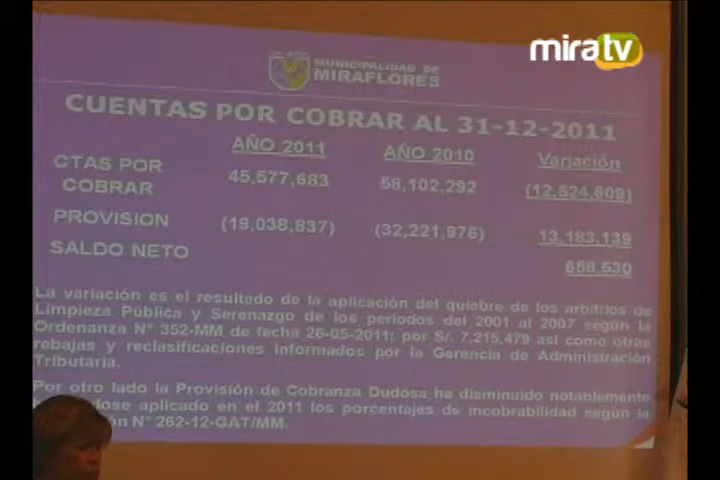 miratv
MUNICIPALIDAD DE
MIRAFLORES
CUENTAS POR COBRAR AL 31-12-2011
AÑO 2011 AÑO 2010 Variación
CTAS POR COBRAR 45,577,683 58,102,292 (12,524,609)
PROVISION (19,038,837) (32,221,976) 13,183,139
SALDO NETO 658,530
La variación es el resultado de la aplicación del quiebre de los arbitrios de
Limpieza Pública y Serenazgo de los periodos del 2001 al 2007 según la
Ordenanza N° 352-MM de fecha 26-05-2011; por S/. 7,215,479 así como otras
rebajas y reclasificaciones informados por la Gerencia de Administración
Tributaria.
Por otro lado la Provisión de Cobranza Dudosa ha disminuido notablemente
aplicado en el 2011 los porcentajes de incobrabilidad según la
N° 262-12-GAT/MM.